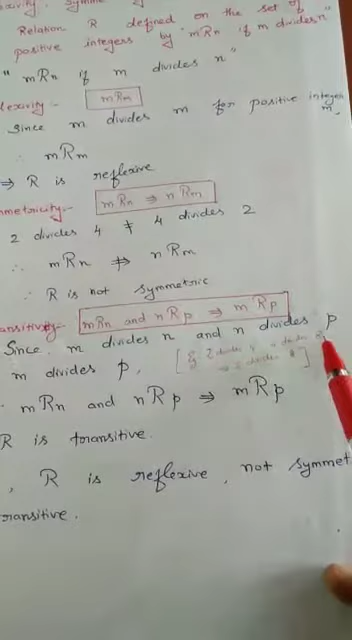 Relation R defined on the set of
positive integers by "mRn if m divides n"
"mRn if m divides n"
lexivity:- mRm
Since m divides m for positive integer m.
∴ mRm
⇒ R is reflexive
mmetricity:- mRn ⇒ nRm
2 divides 4 ⇏ 4 divides 2
∴ mRn ⇏ nRm
∴ R is not symmetric
ansitivity:- mRn and nRp ⇒ mRp
Since m divides n and n divides p
m divides p, [
mRn and nRp ⇒ mRp
R is transitive.
, R is reflexive, not symmet
ransitive.